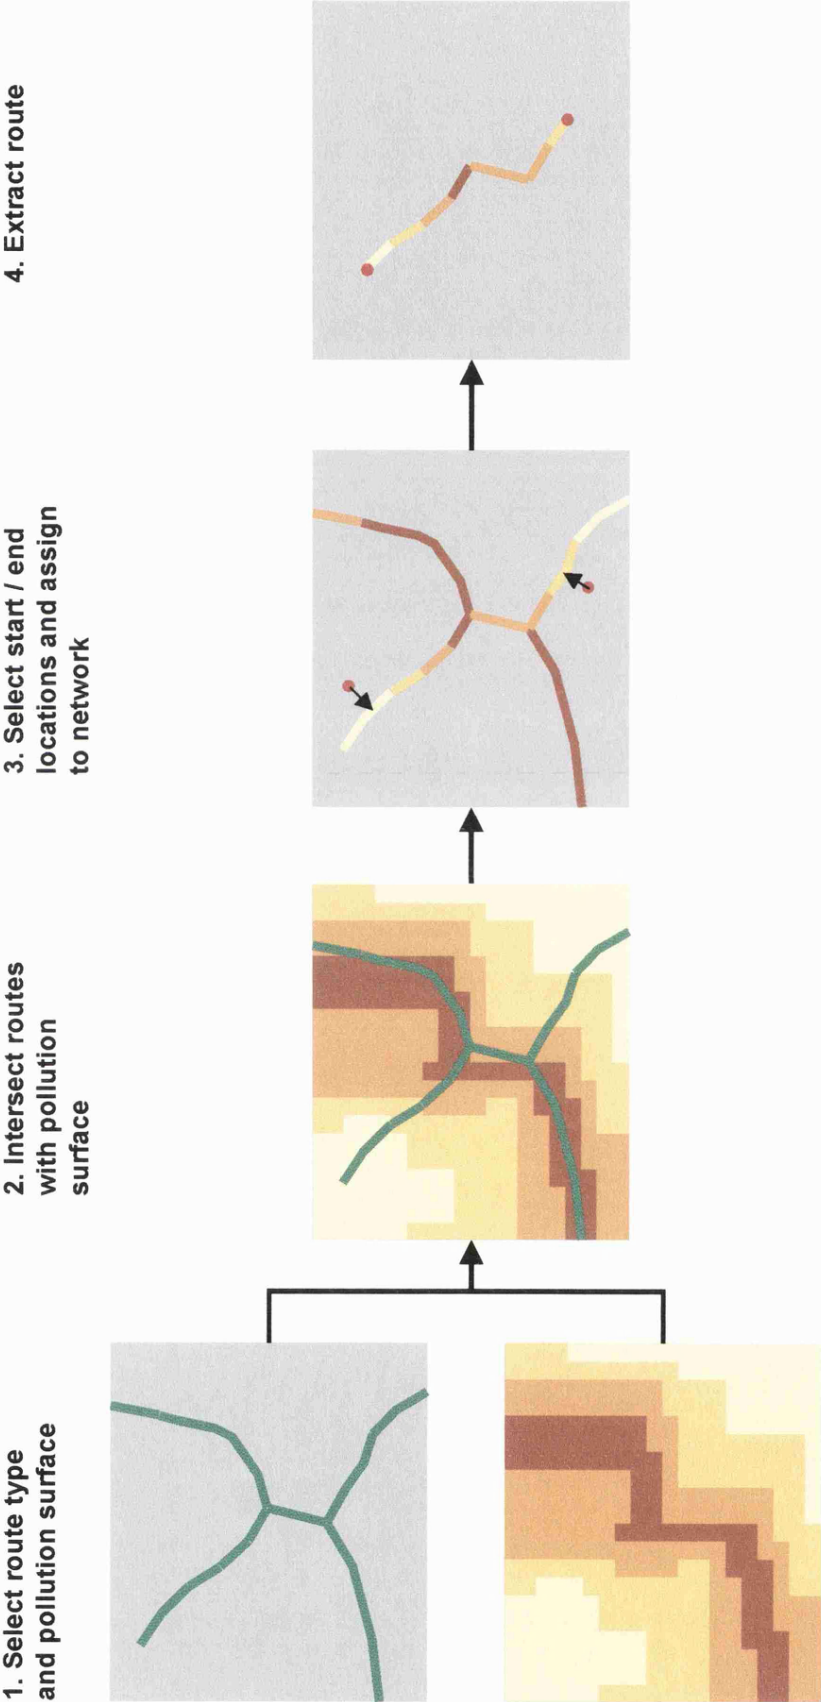 1. Select route type
and pollution surface
2. Intersect routes
with pollution
surface
3. Select start / end
locations and assign
to network
4. Extract route